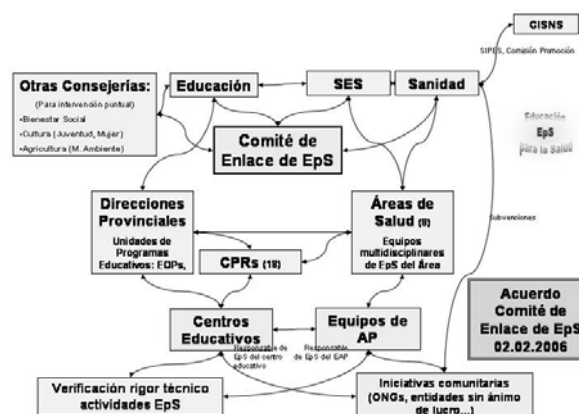 CISNS
SIPES, Comisión Promoción
Otras Consejerías:
(Para intervención puntual)
•Bienestar Social
•Cultura (Juventud, Mujer)
•Agricultura (M. Ambiente)
Educación
SES
Sanidad
Comité de
Enlace de EpS
Educación
EpS
para la Salud
Direcciones
Provinciales
Unidades de
Programas
Educativos: EOPs,
CPRs (18)
Áreas de
Salud (8)
Equipos
multidisciplinares
de EpS del Área
Subvenciones
Centros
Educativos
Equipos de
AP
Responsable de
EpS del centro
educativo
Responsable
de EpS del EAP
Acuerdo
Comité de
Enlace de EpS
02.02.2006
Verificación rigor técnico
actividades EpS
Iniciativas comunitarias
(ONGs, entidades sin ánimo
de lucro...)